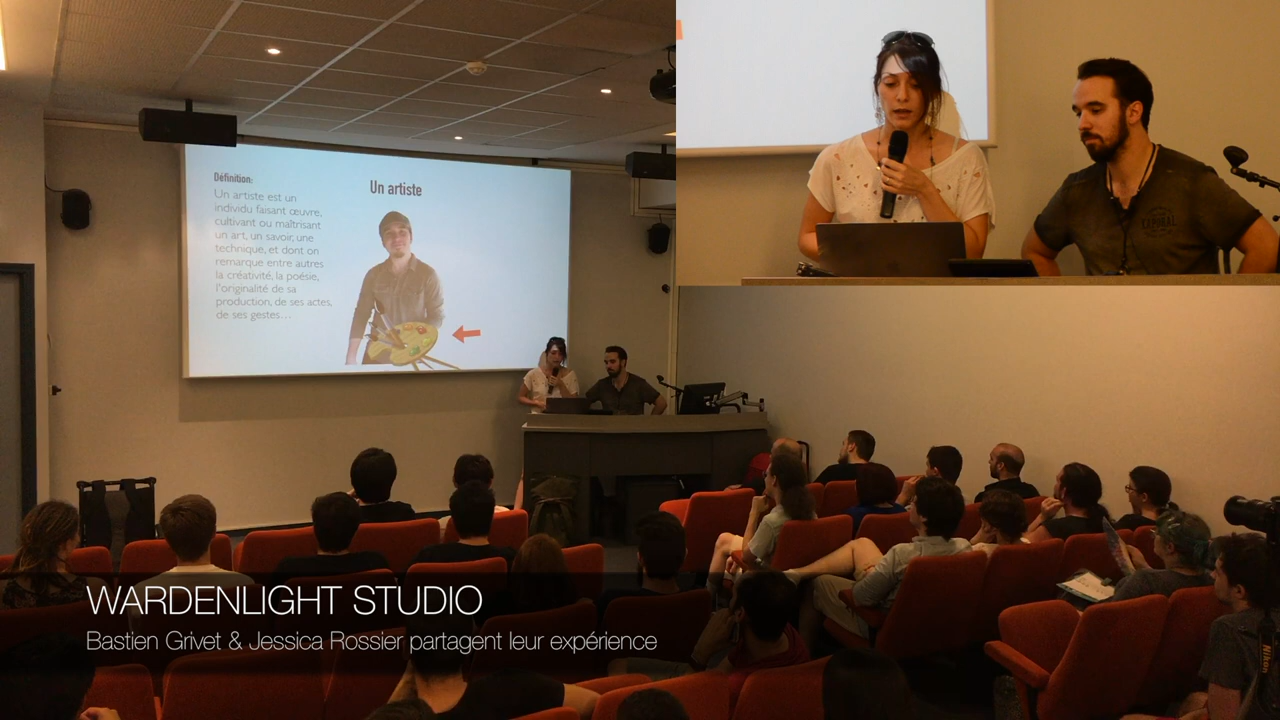 Définition:
Un artiste est un
individu faisant œuvre,
cultivant ou maîtrisant
un art, un savoir, une
technique, et dont on
remarque entre autres
la créativité, la poésie,
l'originalité de sa
production, de ses actes,
de ses gestes…
Un artiste
CAPORAL
Nikon
WARDENLIGHT STUDIO
Bastien Grivet & Jessica Rossier partagent leur expérience